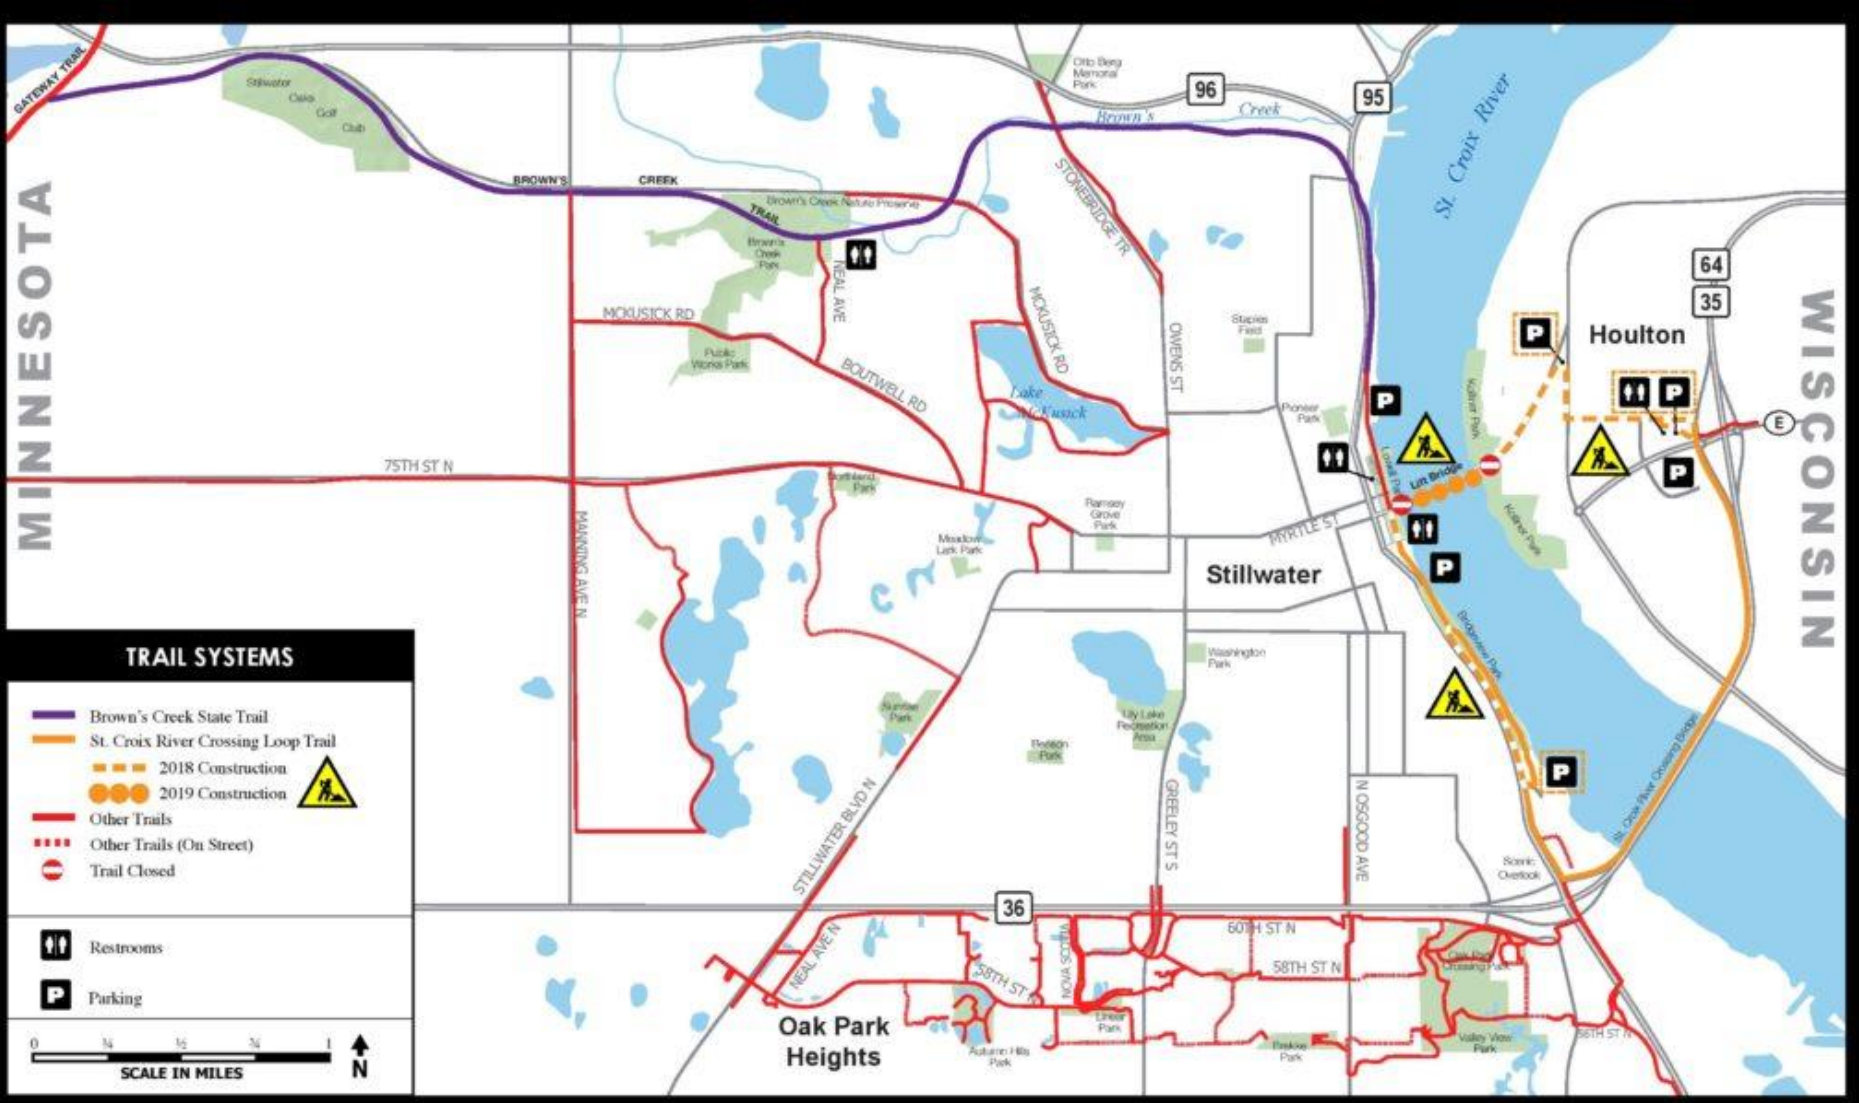 GATEWAY TRAIL
Stillwater
Oaks
Golf
Club
BROWN'S
CREEK
TRAIL
Brown's Creek Nature Preserve
Brown's
Creek
Park
NEAL AVE
Otto Berg
Memorial
Park
96
95
Brown's
Creek
St. Croix River
STONEBRIDGE TR
MINNESOTA
WISCONSIN
64
35
Houlton
P
P
E
P
MCKUSICK RD
Public
Works Park
BOUTWELL RD
MCKUSICK RD
OWENS ST
Staples
Field
Lake
McKusick
Pioneer
Park
P
Lowell Park
Lift Bridge
Kolliner Park
Kolliner Park
75TH ST N
Northland
Park
MANNING AVE N
Meadow
Lark Park
Ramsey
Grove
Park
MYRTLE ST
Stillwater
P
Bridgeview Park
Washington
Park
Sunrise
Park
Lily Lake
Recreation
Area
Benson
Park
STILLWATER BLVD N
GREELEY ST S
N OSGOOD AVE
P
St. Croix River Crossing Bridge
Scenic
Overlook
36
NEAL AVE N
58TH ST N
NOVA SCOTIA
60TH ST N
58TH ST N
Oak Park
Crossing Park
Oak Park
Heights
Autumn Hills
Park
Linear
Park
Brekke
Park
Valley View
Park
56TH ST N
TRAIL SYSTEMS
Brown's Creek State Trail
St. Croix River Crossing Loop Trail
2018 Construction
2019 Construction
Other Trails
Other Trails (On Street)
Trail Closed
Restrooms
P Parking
0 ¼ ½ ¾ 1
SCALE IN MILES
N